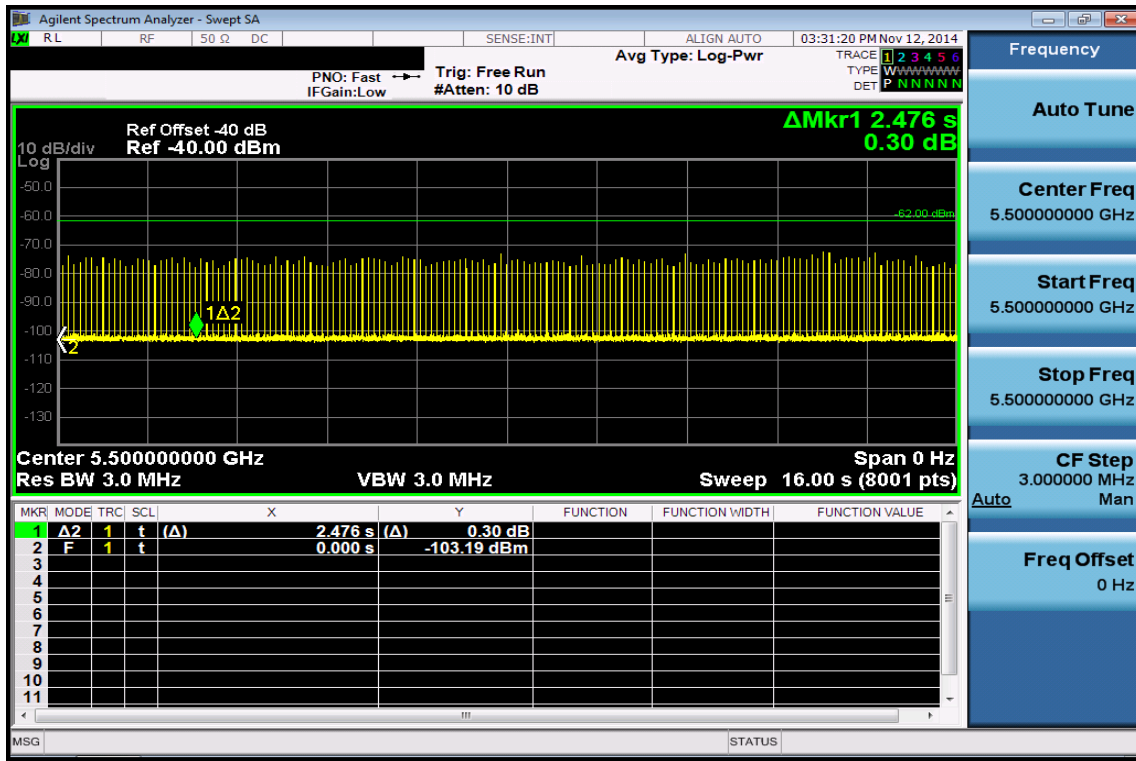 Agilent Spectrum Analyzer - Swept SA
LXI RL RF 50 Ω DC SENSE:INT ALIGN AUTO 03:31:20 PM Nov 12, 2014
Frequency
PNO: Fast Trig: Free Run Avg Type: Log-Pwr TRACE 1 2 3 4 5 6
IFGain:Low #Atten: 10 dB TYPE WWWWWW
DET P N N N N N
Auto Tune
Ref Offset -40 dB ΔMkr1 2.476 s
10 dB/div Ref -40.00 dBm 0.30 dB
Log
-50.0
-60.0
-62.00 dBm
-70.0
-80.0
-90.0
-100
-110
-120
-130
1Δ2
2
Center 5.500000000 GHz Span 0 Hz
Res BW 3.0 MHz VBW 3.0 MHz Sweep 16.00 s (8001 pts)
Center Freq
5.500000000 GHz
Start Freq
5.500000000 GHz
Stop Freq
5.500000000 GHz
CF Step
3.000000 MHz
Auto Man
Freq Offset
0 Hz
MKR MODE TRC SCL X Y FUNCTION FUNCTION WIDTH FUNCTION VALUE
1 Δ2 1 t (Δ) 2.476 s (Δ) 0.30 dB
2 F 1 t 0.000 s -103.19 dBm
3
4
5
6
7
8
9
10
11
MSG STATUS